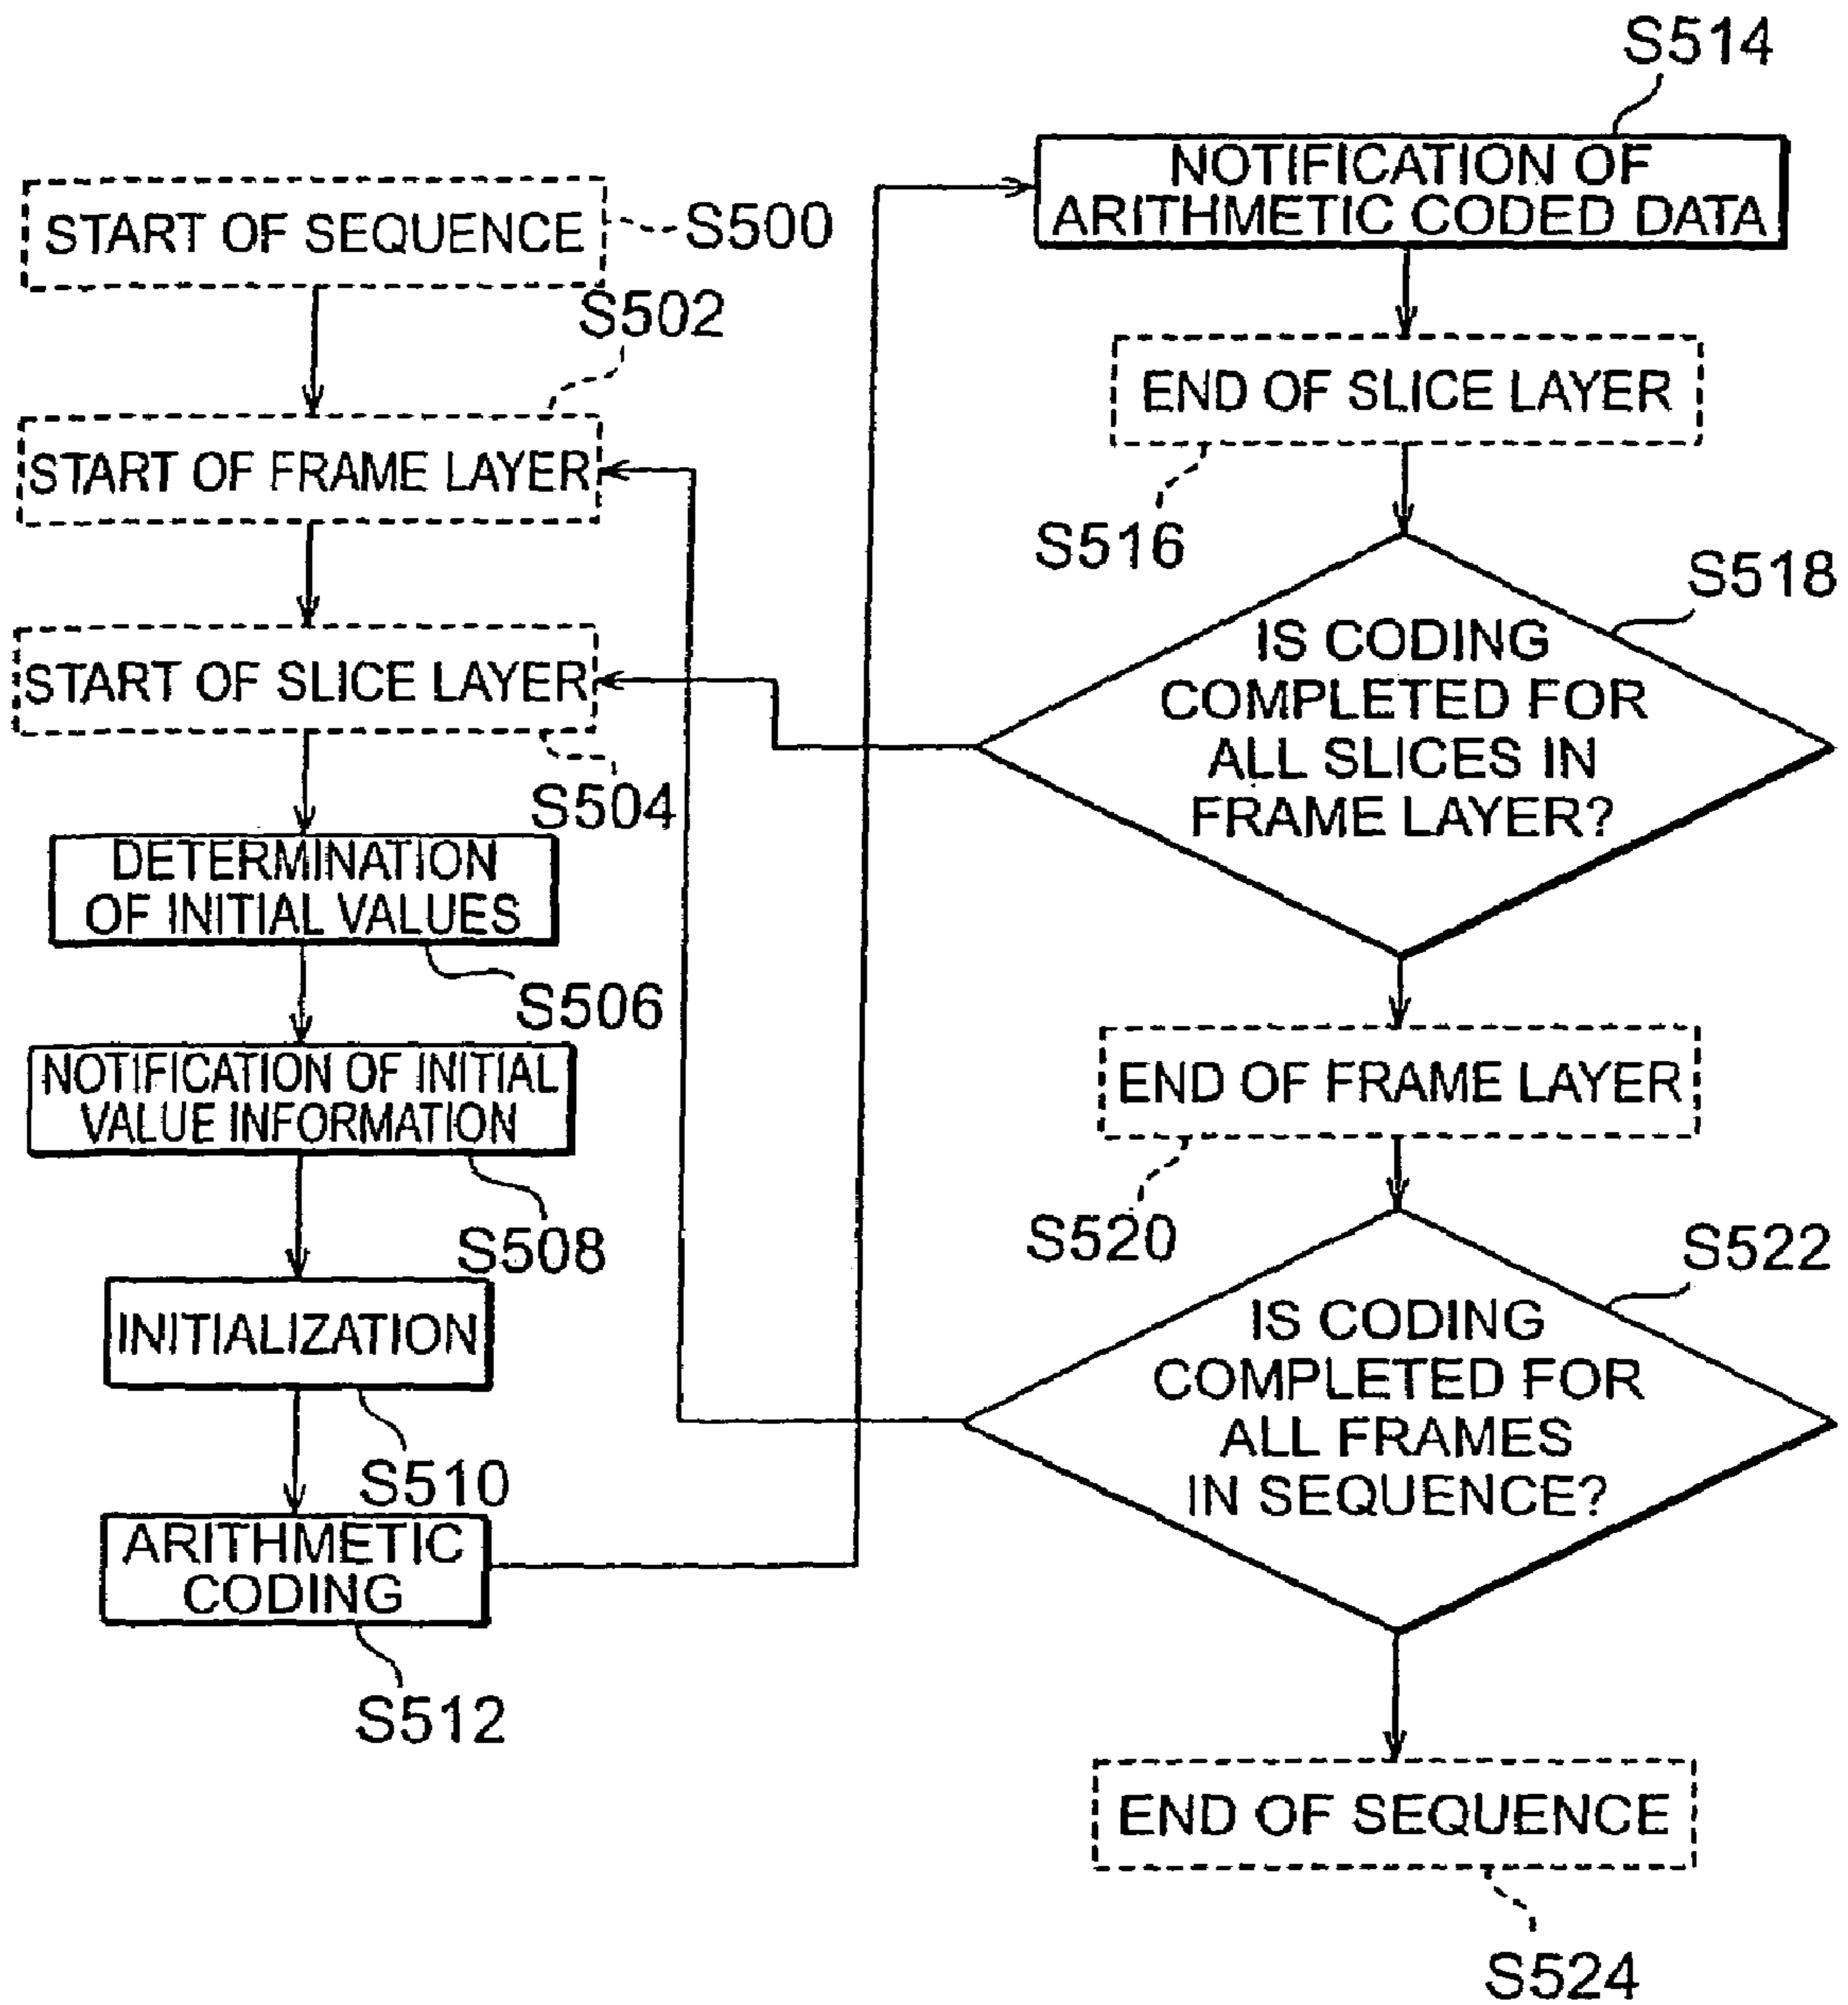 START OF SEQUENCE
S500
S502
START OF FRAME LAYER
START OF SLICE LAYER
S504
DETERMINATION
OF INITIAL VALUES
S506
NOTIFICATION OF INITIAL
VALUE INFORMATION
S508
INITIALIZATION
S510
ARITHMETIC
CODING
S512
S514
NOTIFICATION OF
ARITHMETIC CODED DATA
END OF SLICE LAYER
S516
S518
IS CODING
COMPLETED FOR
ALL SLICES IN
FRAME LAYER?
END OF FRAME LAYER
S520
S522
IS CODING
COMPLETED FOR
ALL FRAMES
IN SEQUENCE?
END OF SEQUENCE
S524